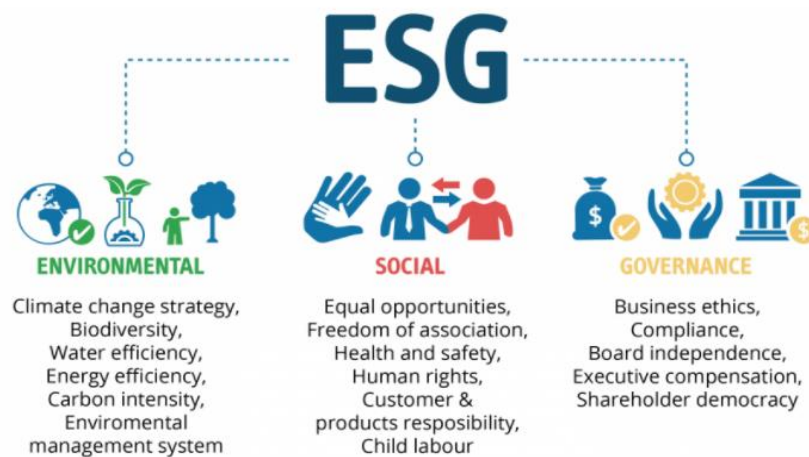 ESG
ENVIRONMENTAL
Climate change strategy,
Biodiversity,
Water efficiency,
Energy efficiency,
Carbon intensity,
Enviromental
management system
SOCIAL
Equal opportunities,
Freedom of association,
Health and safety,
Human rights,
Customer &
products resposibility,
Child labour
$
$
GOVERNANCE
Business ethics,
Compliance,
Board independence,
Executive compensation,
Shareholder democracy